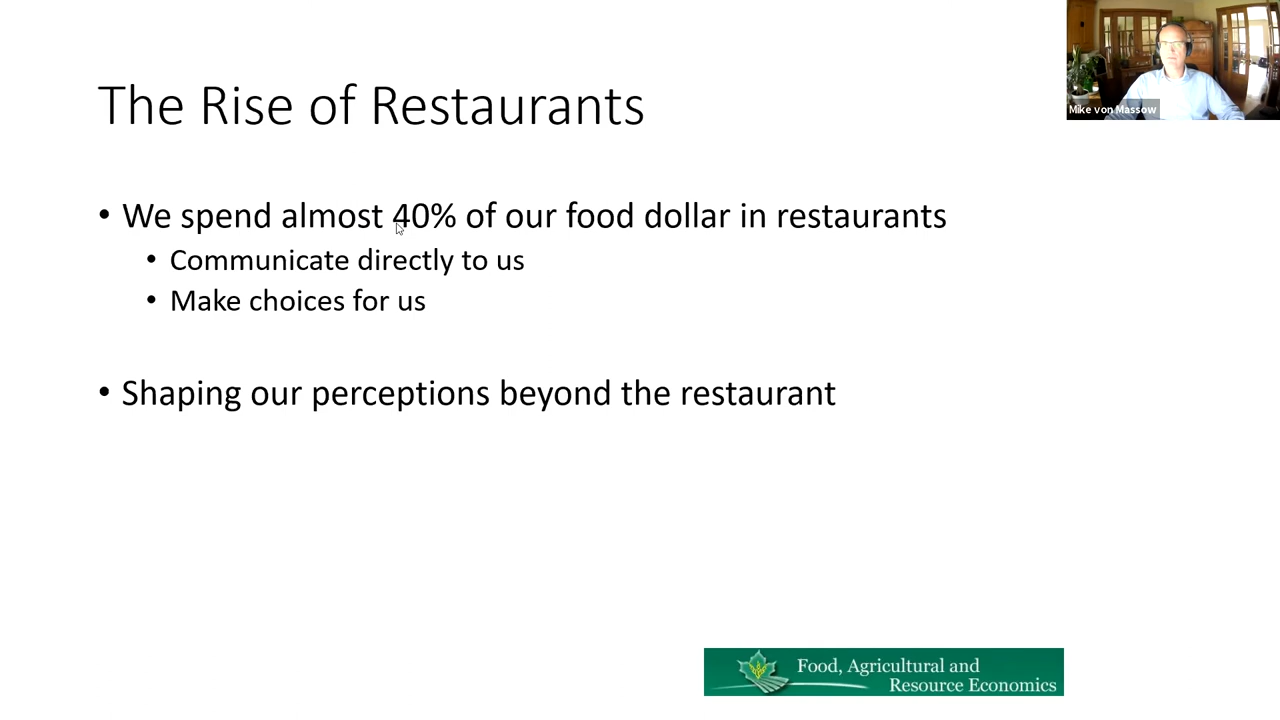 The Rise of Restaurants
Mike von Massow
• We spend almost 40% of our food dollar in restaurants
• Communicate directly to us
• Make choices for us
• Shaping our perceptions beyond the restaurant
Food, Agricultural and
Resource Economics